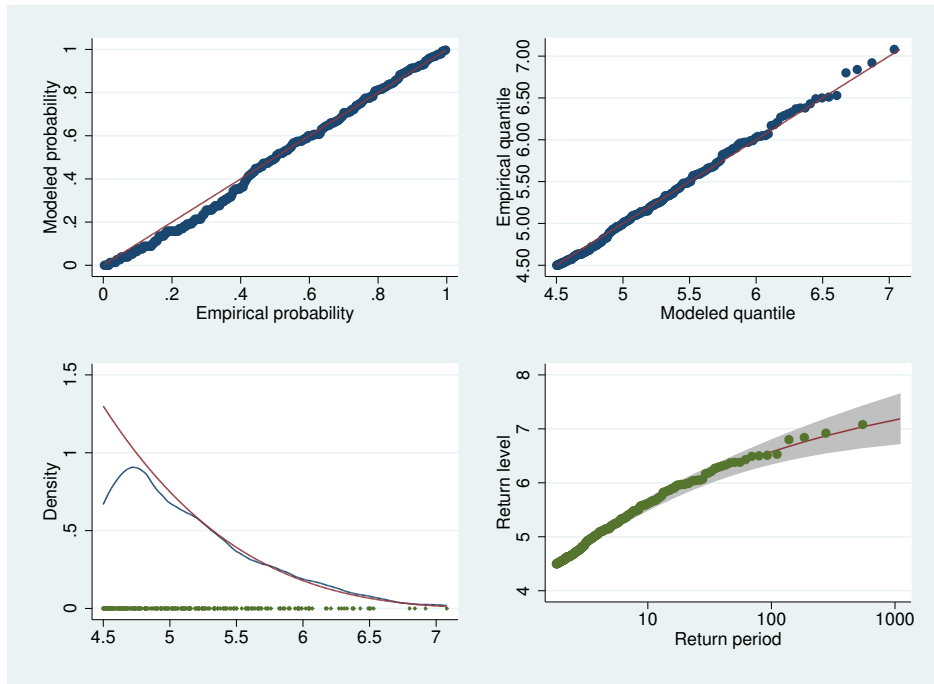 Modeled probability
1
.8
.6
.4
.2
0
0 .2 .4 .6 .8 1
Empirical probability
Empirical quantile
7.00
6.50
6.00
5.50
5.00
4.50
4.5 5 5.5 6 6.5 7
Modeled quantile
Density
1.5
1
.5
0
4.5 5 5.5 6 6.5 7
Return level
8
7
6
5
4
10 100 1000
Return period